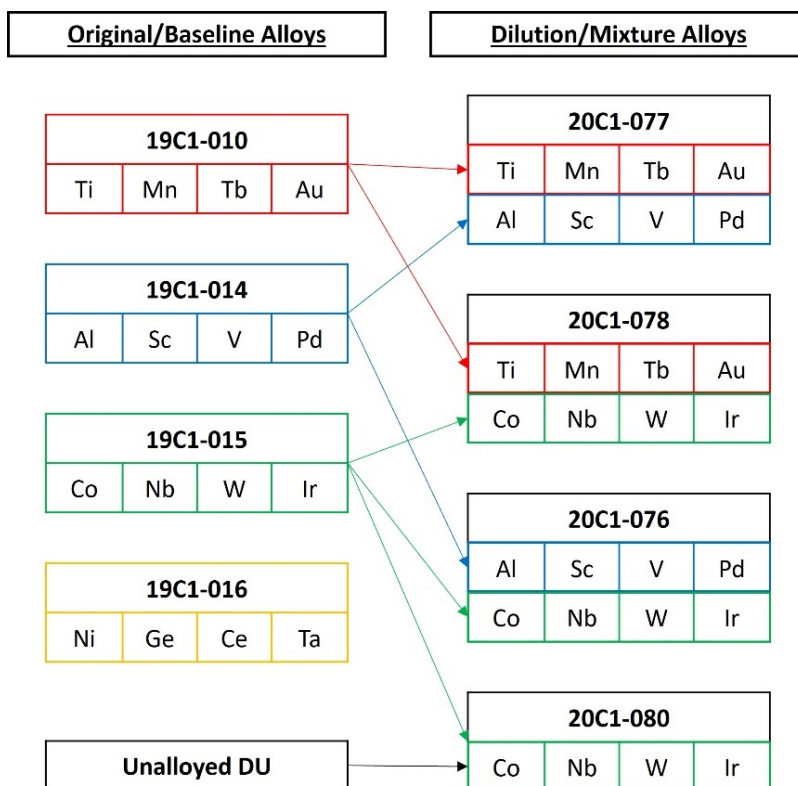 Original/Baseline Alloys
19C1-010
Ti Mn Tb Au
19C1-014
Al Sc V Pd
19C1-015
Co Nb W Ir
19C1-016
Ni Ge Ce Ta
Unalloyed DU
Dilution/Mixture Alloys
20C1-077
Ti Mn Tb Au
Al Sc V Pd
20C1-078
Ti Mn Tb Au
Co Nb W Ir
20C1-076
Al Sc V Pd
Co Nb W Ir
20C1-080
Co Nb W Ir